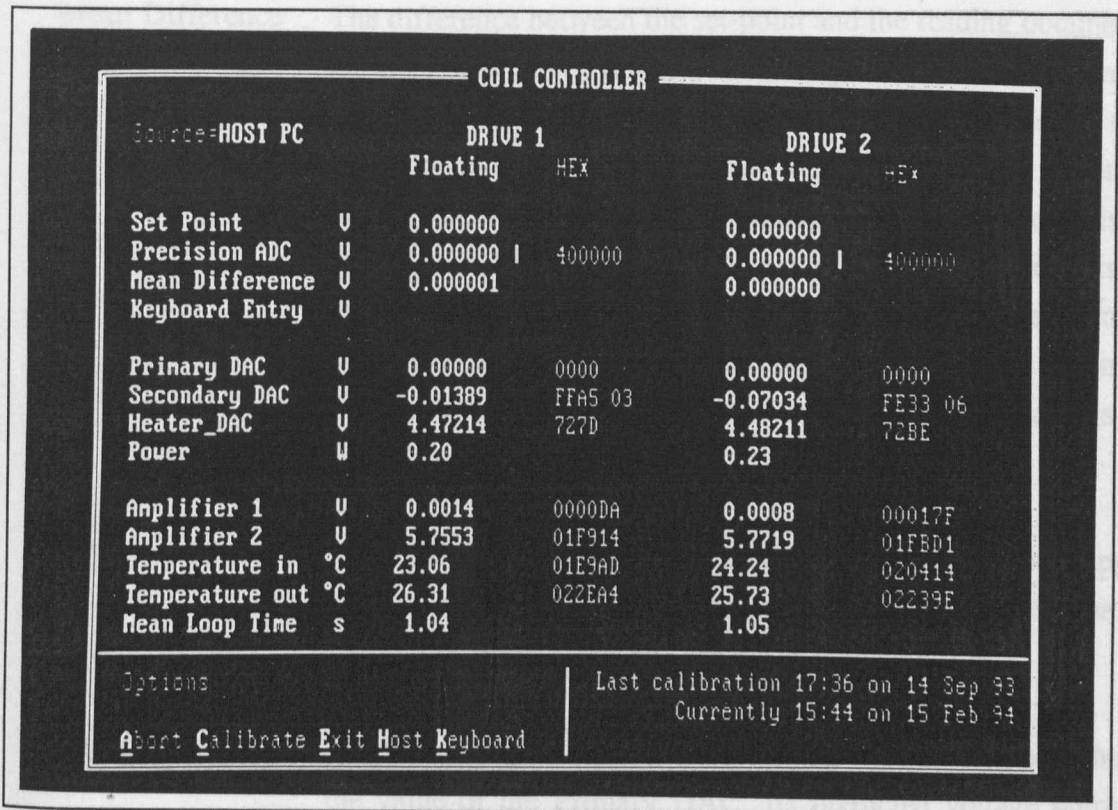 COIL CONTROLLER
Source=HOST PC DRIVE 1 DRIVE 2
Floating HEX Floating HEX
Set Point V 0.000000 0.000000
Precision ADC V 0.000000 | 400000 0.000000 | 400000
Mean Difference V 0.000001 0.000000
Keyboard Entry V
Primary DAC V 0.00000 0000 0.00000 0000
Secondary DAC V -0.01389 FFA5 03 -0.07034 FE33 06
Heater_DAC V 4.47214 727D 4.48211 72BE
Power W 0.20 0.23
Amplifier 1 V 0.0014 0000DA 0.0008 00017F
Amplifier 2 V 5.7553 01F914 5.7719 01FBD1
Temperature in °C 23.06 01E9AD 24.24 020414
Temperature out °C 26.31 022EA4 25.73 02239E
Mean Loop Time s 1.04 1.05
Options
Last calibration 17:36 on 14 Sep 93
Currently 15:44 on 15 Feb 94
Abort Calibrate Exit Host Keyboard